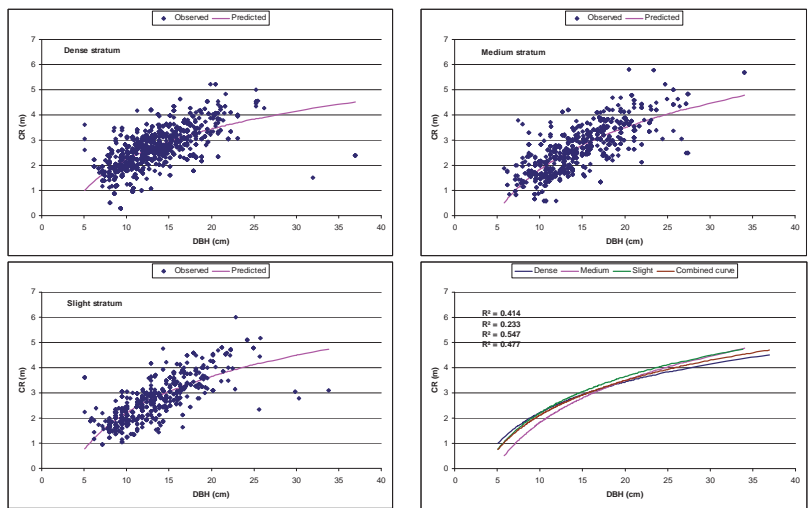 Observed Predicted
Dense stratum
CR (m)
7
6
5
4
3
2
1
0
0 5 10 15 20 25 30 35 40
DBH (cm)
Observed Predicted
Medium stratum
CR (m)
7
6
5
4
3
2
1
0
0 5 10 15 20 25 30 35 40
DBH (cm)
Observed Predicted
Slight stratum
CR (m)
7
6
5
4
3
2
1
0
0 5 10 15 20 25 30 35 40
DBH (cm)
Dense Medium Slight Combined curve
R² = 0.414
R² = 0.233
R² = 0.547
R² = 0.477
CR (m)
7
6
5
4
3
2
1
0
0 5 10 15 20 25 30 35 40
DBH (cm)